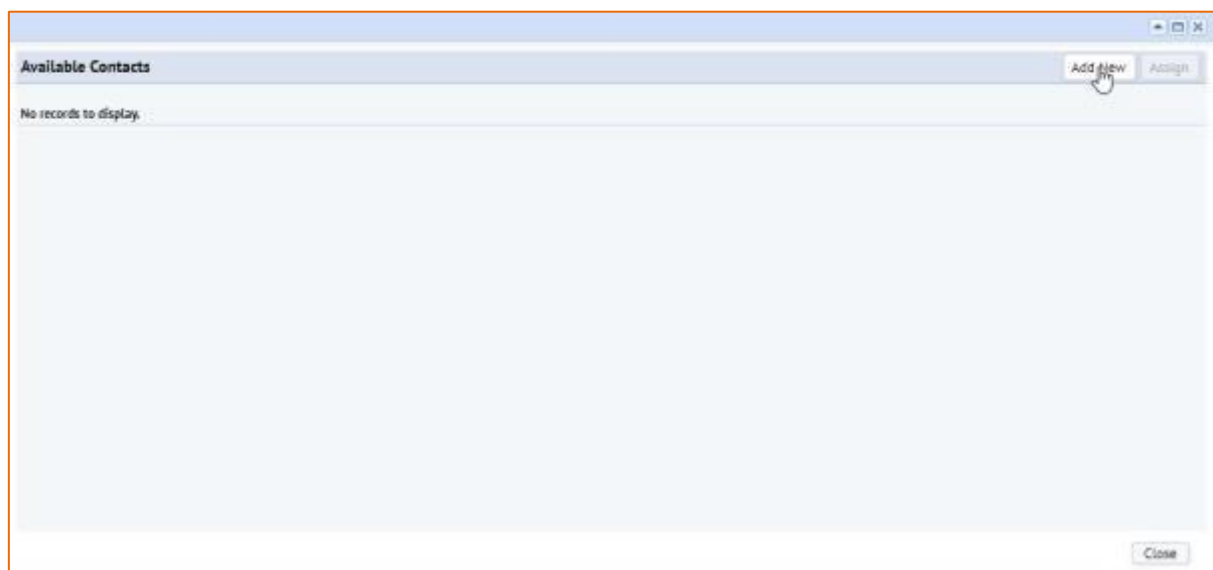 Available Contacts
Add New Assign
No records to display.
Close